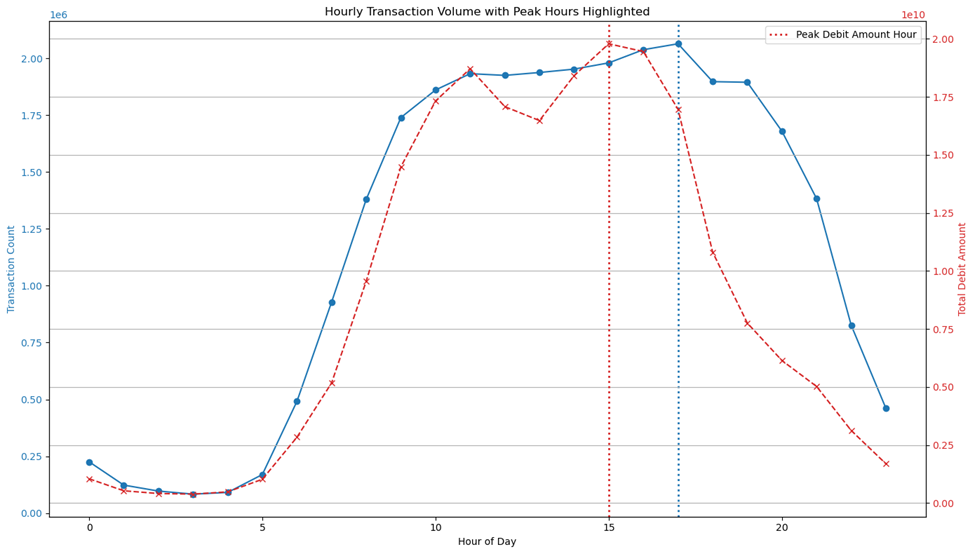 Hourly Transaction Volume with Peak Hours Highlighted
1e6
1e10
Peak Debit Amount Hour
2.00
1.75
1.50
1.25
1.00
0.75
0.50
0.25
0.00
Transaction Count
2.00
1.75
1.50
1.25
1.00
0.75
0.50
0.25
0.00
Total Debit Amount
0 5 10 15 20
Hour of Day